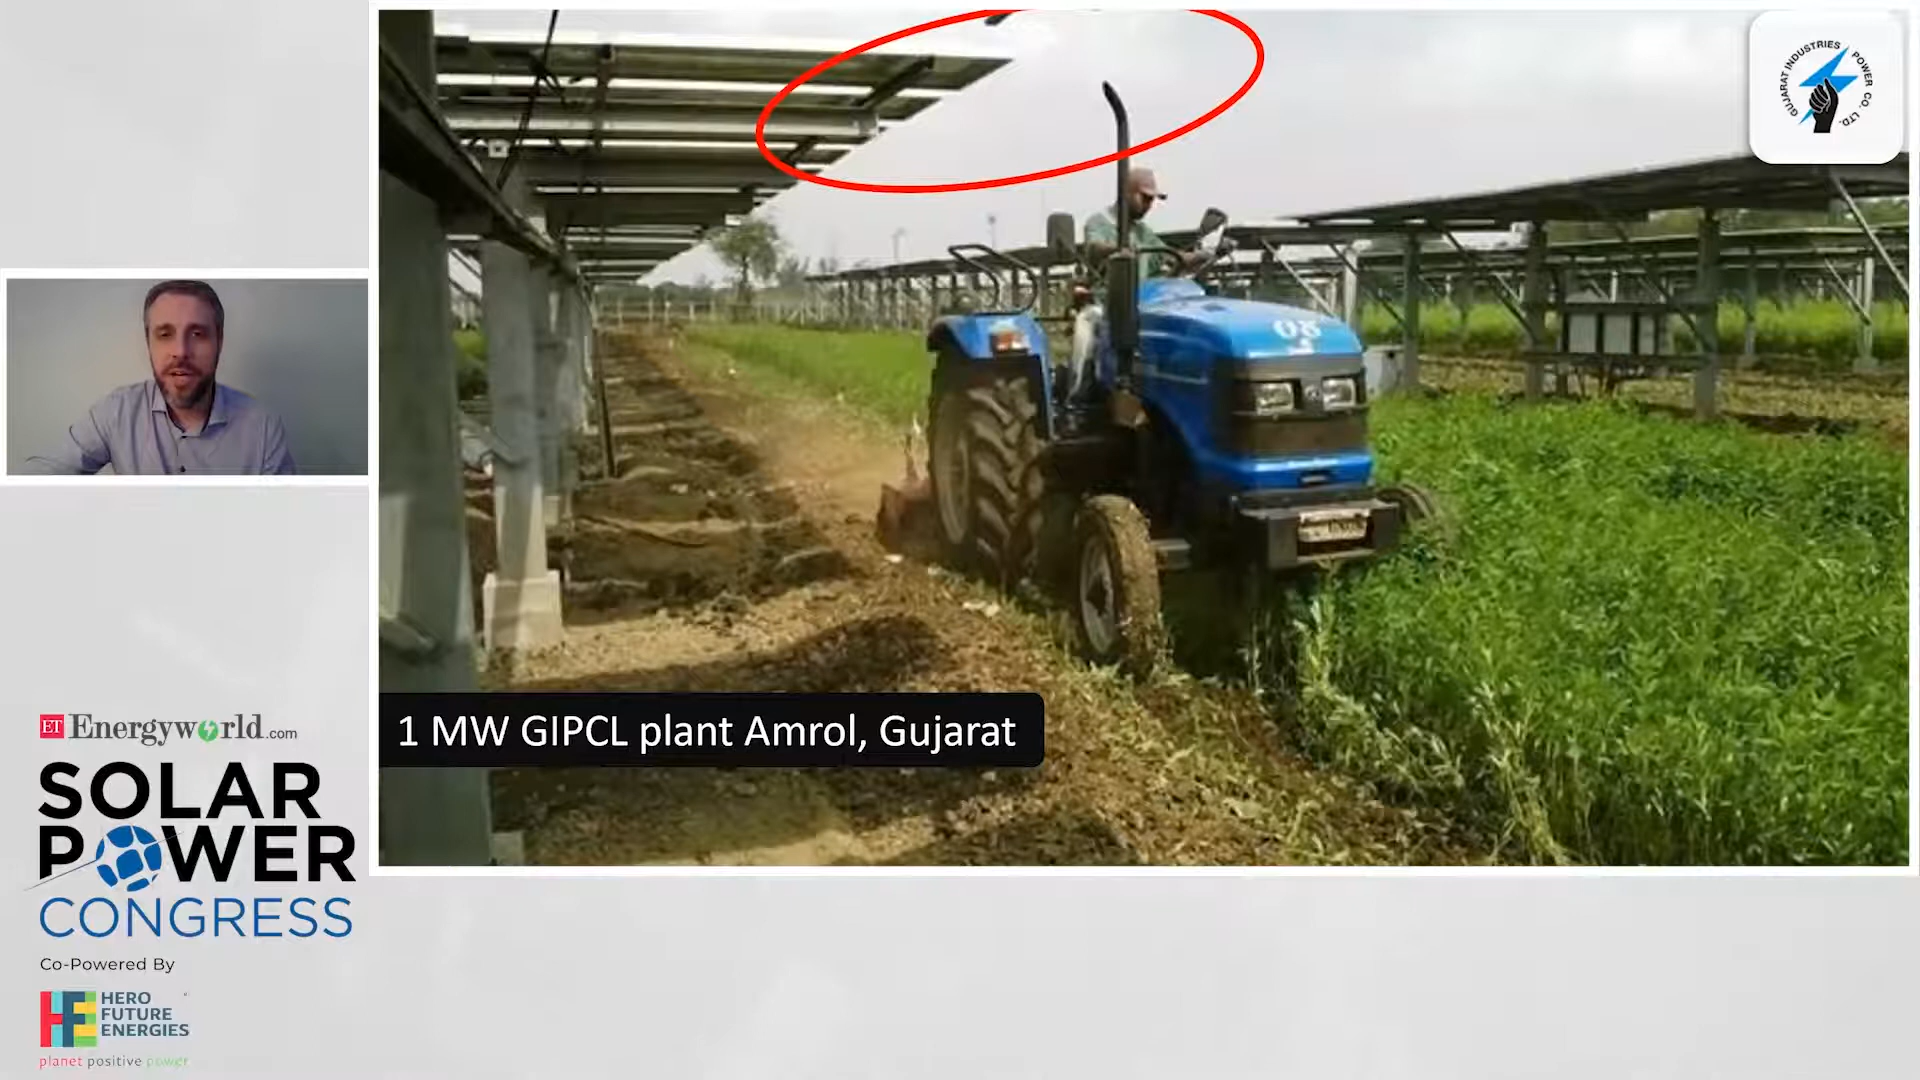 GUJARAT INDUSTRIES POWER CO. LTD.
1 MW GIPCL plant Amrol, Gujarat
ET Energyworld.com
SOLAR
POWER
CONGRESS
Co-Powered By
HFE
HERO
FUTURE
ENERGIES
planet positive power